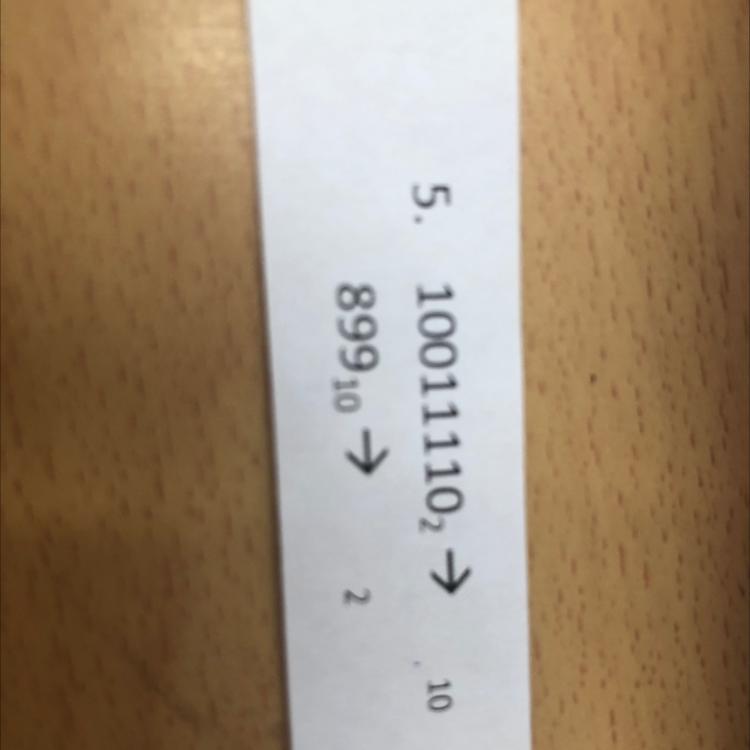 5. 10011110₂ → ₁₀
899₁₀ → ₂